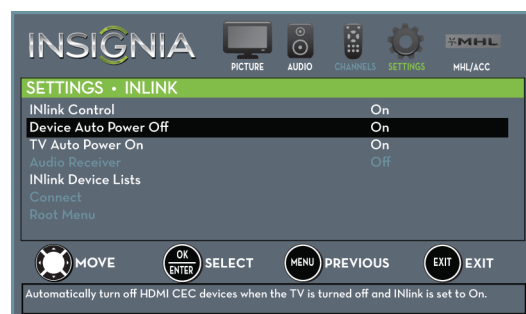 INSIGNIA
PICTURE AUDIO CHANNELS SETTINGS MHL MHL/ACC
SETTINGS • INLINK
INlink Control On
Device Auto Power Off On
TV Auto Power On On
Audio Receiver Off
INlink Device Lists
Connect
Root Menu
MOVE OK ENTER SELECT MENU PREVIOUS EXIT EXIT
Automatically turn off HDMI CEC devices when the TV is turned off and INlink is set to On.